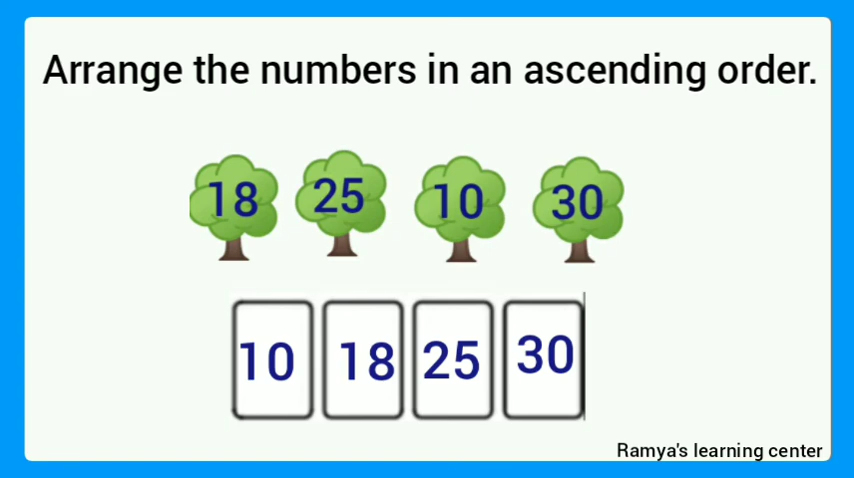 Arrange the numbers in an ascending order.
18 25 10 30
10 18 25 30
Ramya's learning center